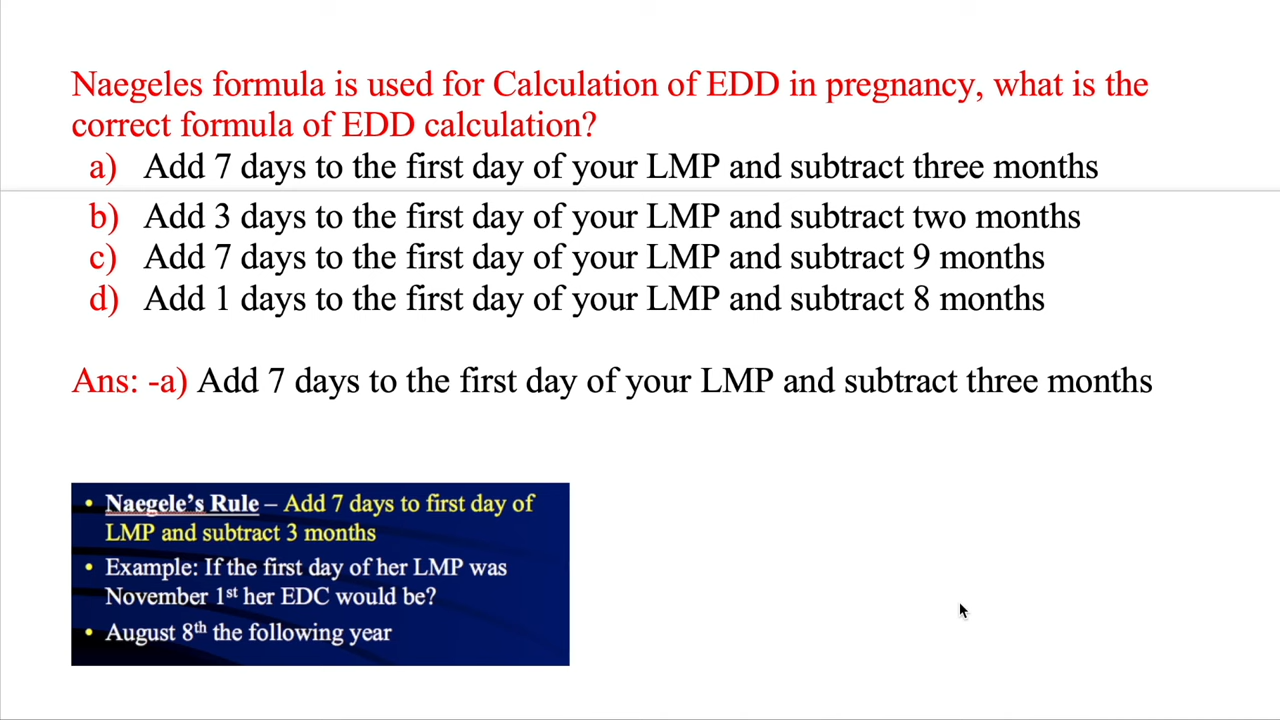 Naegeles formula is used for Calculation of EDD in pregnancy, what is the
correct formula of EDD calculation?
a) Add 7 days to the first day of your LMP and subtract three months
b) Add 3 days to the first day of your LMP and subtract two months
c) Add 7 days to the first day of your LMP and subtract 9 months
d) Add 1 days to the first day of your LMP and subtract 8 months
Ans: -a) Add 7 days to the first day of your LMP and subtract three months
• Naegele's Rule – Add 7 days to first day of
LMP and subtract 3 months
• Example: If the first day of her LMP was
November 1st her EDC would be?
• August 8th the following year